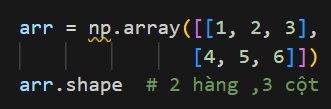 arr = np.array([[1, 2, 3],
[4, 5, 6]])
arr.shape # 2 hàng ,3 cột